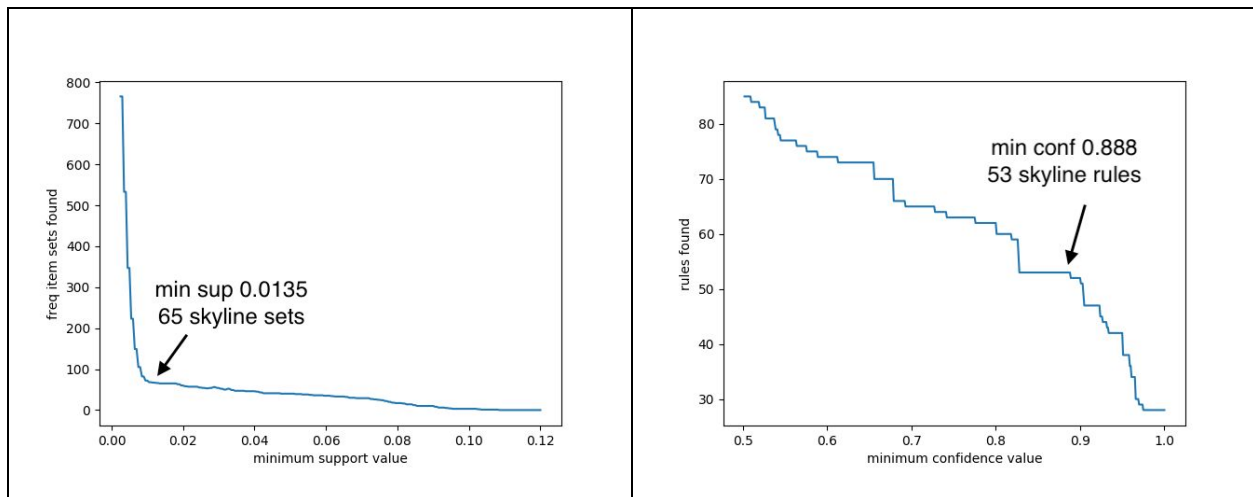 800
700
600
500
400
300
200
100
0
freq item sets found
min sup 0.0135
65 skyline sets
0.00 0.02 0.04 0.06 0.08 0.10 0.12
minimum support value
80
70
60
50
40
30
rules found
min conf 0.888
53 skyline rules
0.5 0.6 0.7 0.8 0.9 1.0
minimum confidence value